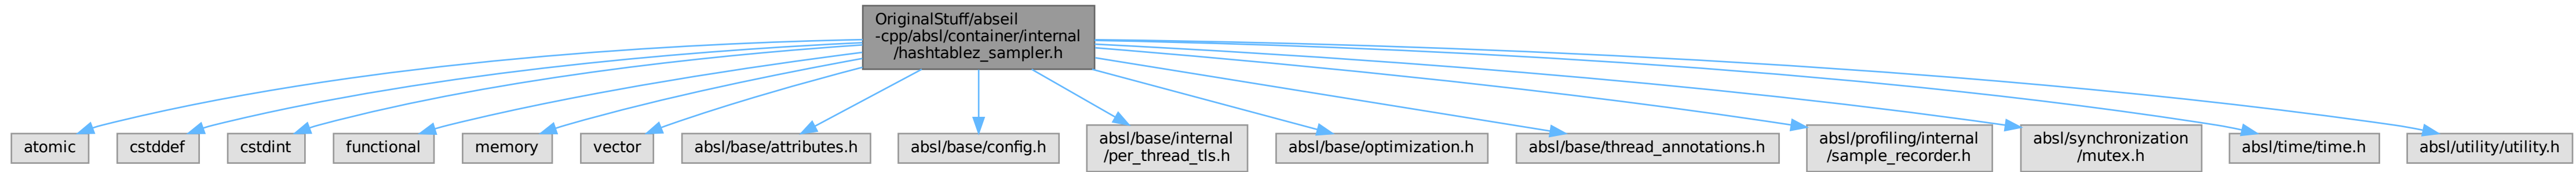 OriginalStuff/abseil
-cpp/absl/container/internal
/hashtablez_sampler.h
atomic
cstddef
cstdint
functional
memory
vector
absl/base/attributes.h
absl/base/config.h
absl/base/internal
/per_thread_tls.h
absl/base/optimization.h
absl/base/thread_annotations.h
absl/profiling/internal
/sample_recorder.h
absl/synchronization
/mutex.h
absl/time/time.h
absl/utility/utility.h